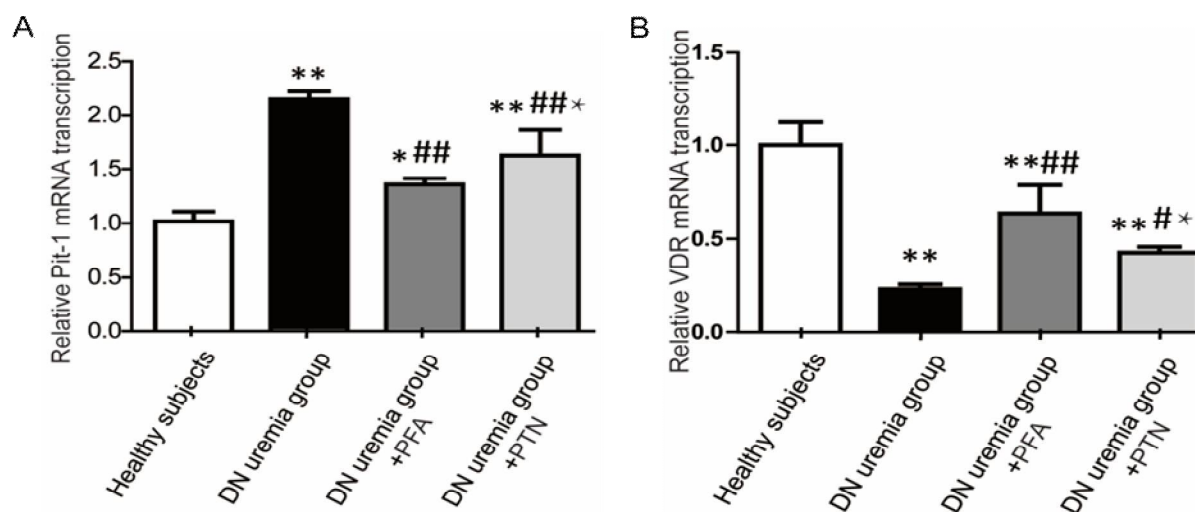 A
Relative Pit-1 mRNA transcription
2.5
2.0
1.5
1.0
0.5
0.0
**
* ##
** ## *
Healthy subjects
DN uremia group
DN uremia group
+PFA
DN uremia group
+PTN
B
Relative VDR mRNA transcription
1.5
1.0
0.5
0.0
**
**##
** # *
Healthy subjects
DN uremia group
DN uremia group
+PFA
DN uremia group
+PTN